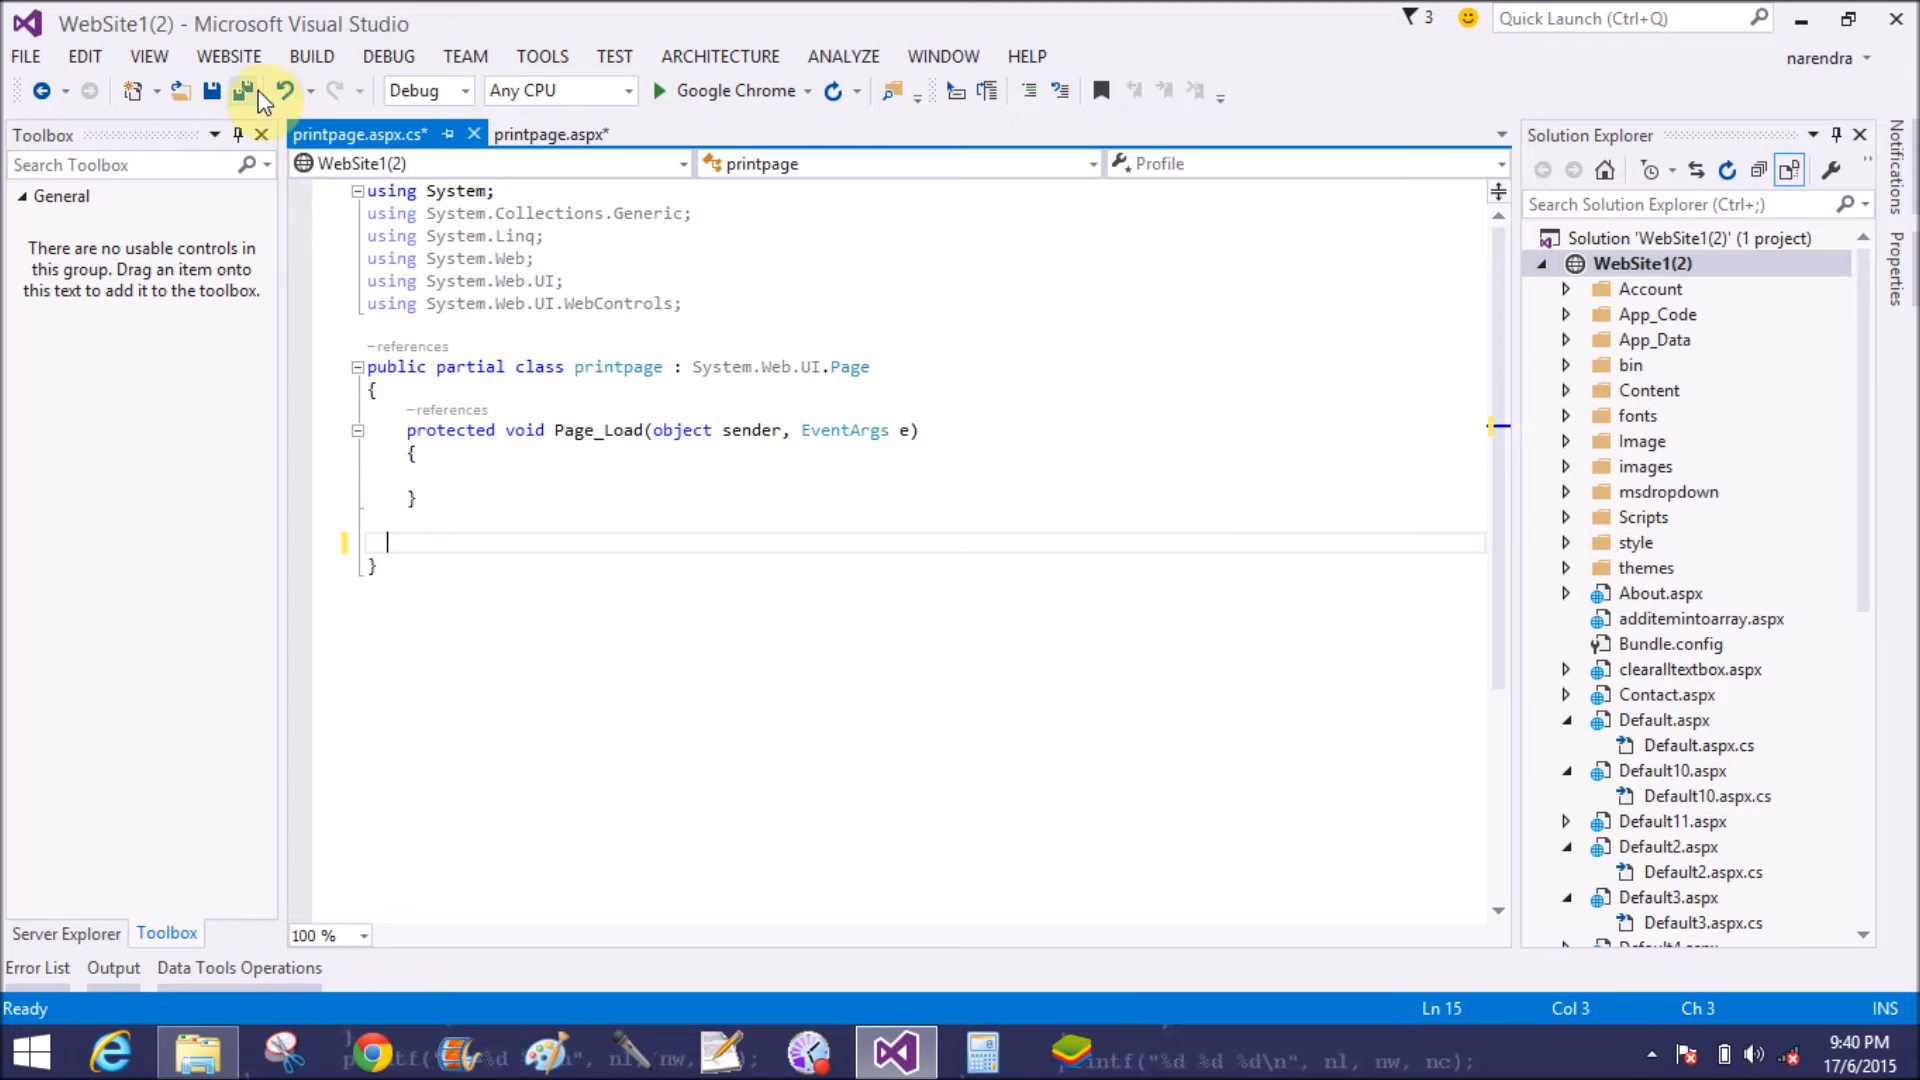 WebSite1(2) - Microsoft Visual Studio
3
Quick Launch (Ctrl+Q)
FILE EDIT VIEW WEBSITE BUILD DEBUG TEAM TOOLS TEST ARCHITECTURE ANALYZE WINDOW HELP
narendra
Debug
Any CPU
Google Chrome
Toolbox
printpage.aspx.cs*
printpage.aspx*
Solution Explorer
Notifications
Properties
Search Toolbox
WebSite1(2)
printpage
Profile
General
There are no usable controls in
this group. Drag an item onto
this text to add it to the toolbox.
using System;
using System.Collections.Generic;
using System.Linq;
using System.Web;
using System.Web.UI;
using System.Web.UI.WebControls;
-references
public partial class printpage : System.Web.UI.Page
{
-references
protected void Page_Load(object sender, EventArgs e)
{
}
}
Search Solution Explorer (Ctrl+;)
Solution 'WebSite1(2)' (1 project)
WebSite1(2)
Account
App_Code
App_Data
bin
Content
fonts
Image
images
msdropdown
Scripts
style
themes
About.aspx
additemintoarray.aspx
Bundle.config
clearalltextbox.aspx
Contact.aspx
Default.aspx
Default.aspx.cs
Default10.aspx
Default10.aspx.cs
Default11.aspx
Default2.aspx
Default2.aspx.cs
Default3.aspx
Default3.aspx.cs
Server Explorer
Toolbox
100 %
Error List
Output
Data Tools Operations
Ready
Ln 15
Col 3
Ch 3
INS
printf("%d %d %d\n", nl, nw, nc);
9:40 PM
17/6/2015